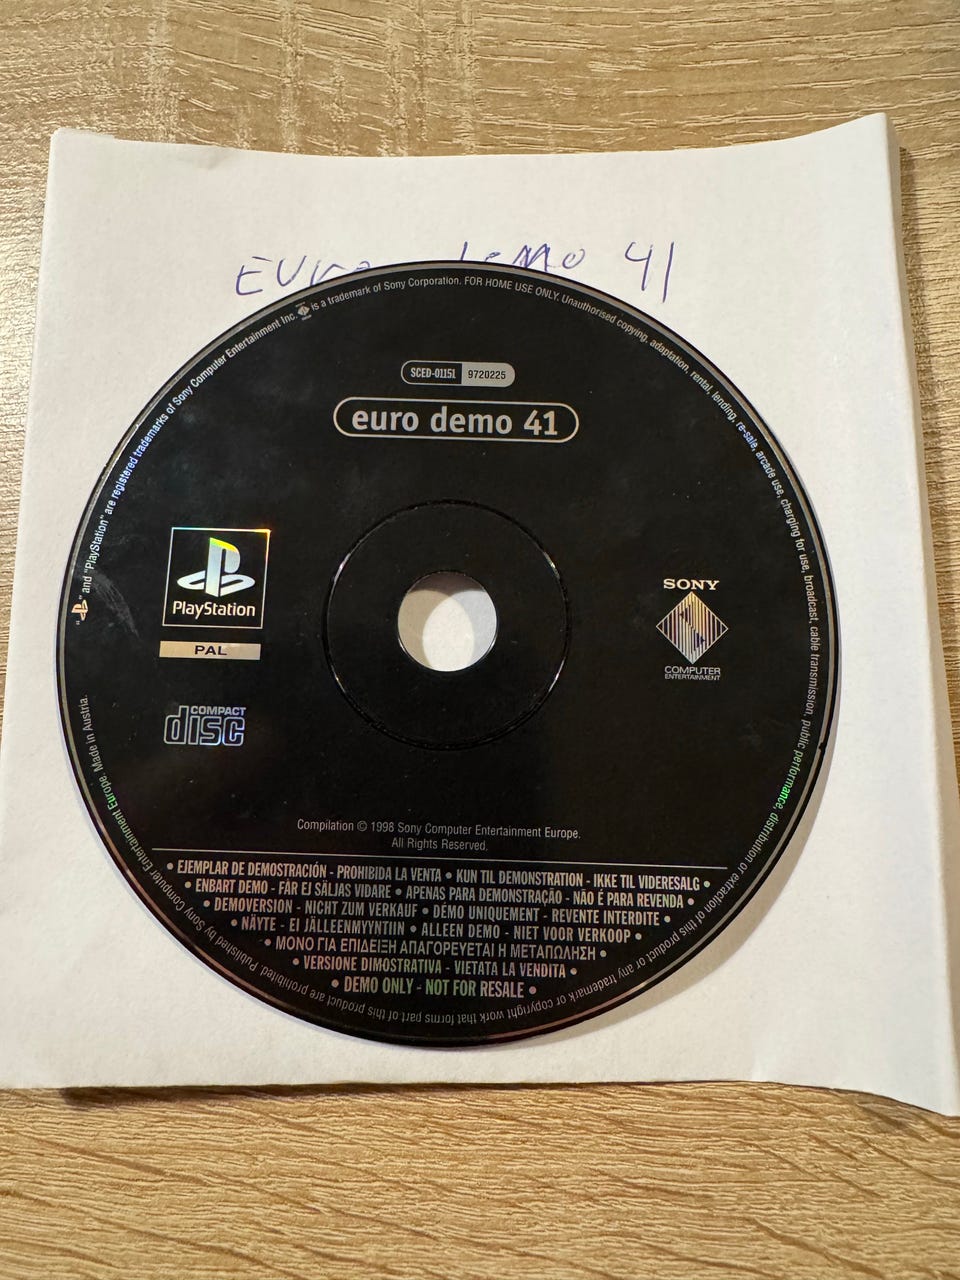 Euro demo 41
SCED-01151 9720225
euro demo 41
PlayStation
PAL
COMPACT
disc
SONY
COMPUTER
ENTERTAINMENT
Compilation © 1998 Sony Computer Entertainment Europe.
All Rights Reserved.
• EJEMPLAR DE DEMOSTRACIÓN - PROHIBIDA LA VENTA • KUN TIL DEMONSTRATION - IKKE TIL VIDERESALG •
• ENBART DEMO - FÅR EJ SÄLJAS VIDARE • APENAS PARA DEMONSTRAÇÃO - NÃO É PARA REVENDA •
• DEMOVERSION - NICHT ZUM VERKAUF • DÉMO UNIQUEMENT - REVENTE INTERDITE •
• NÄYTE - EI JÄLLEENMYYNTIIN • ALLEEN DEMO - NIET VOOR VERKOOP •
• ΜΟΝΟ ΓΙΑ ΕΠΙΔΕΙΞΗ ΑΠΑΓΟΡΕΥΕΤΑΙ Η ΜΕΤΑΠΩΛΗΣΗ •
• VERSIONE DIMOSTRATIVA - VIETATA LA VENDITA •
• DEMO ONLY - NOT FOR RESALE •
" " and "PlayStation" are registered trademarks of Sony Computer Entertainment Inc. is a trademark of Sony Corporation. FOR HOME USE ONLY. Unauthorised copying, adaptation, rental, lending, re-sale, arcade use, charging for use, broadcast, cable transmission, public performance, distribution or extraction of this product or any trademark or copyright work that forms part of this product are prohibited. Published by Sony Computer Entertainment Europe. Made in Austria.